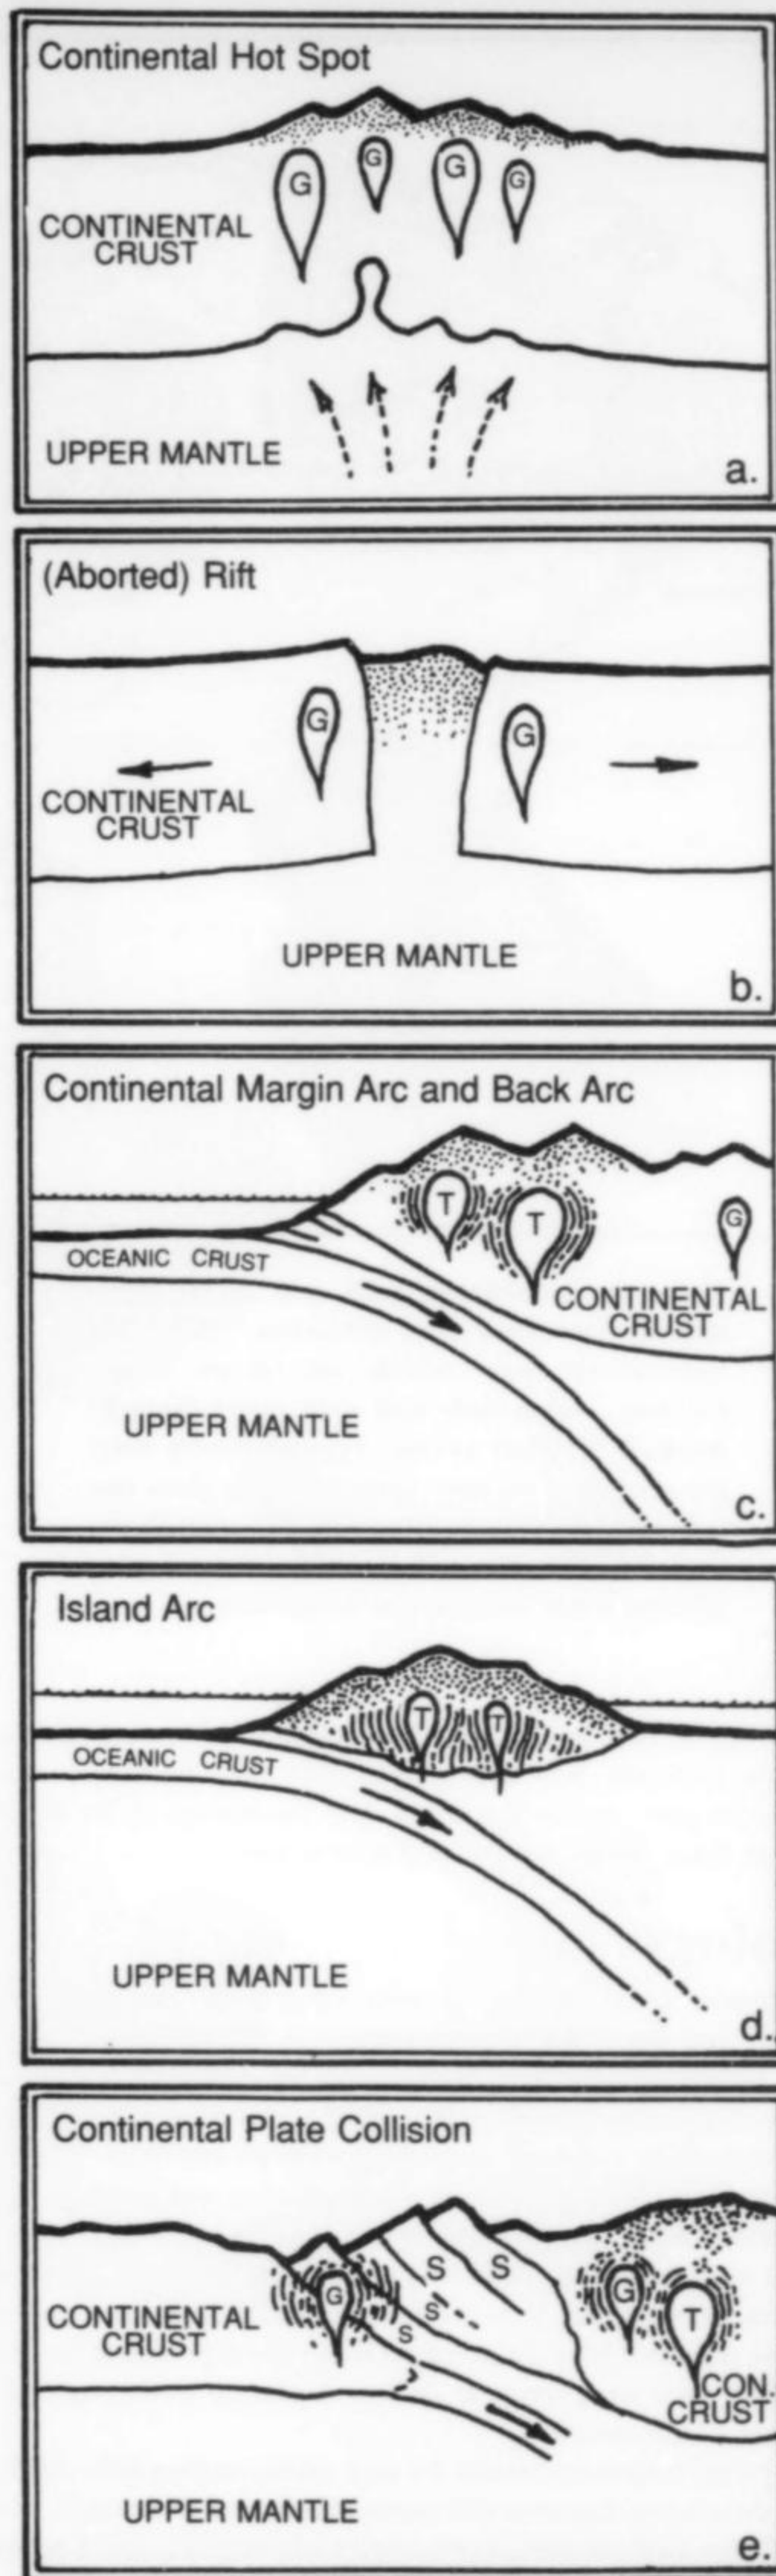 Continental Hot Spot
G G G G
CONTINENTAL
CRUST
UPPER MANTLE
a.
(Aborted) Rift
G G
CONTINENTAL
CRUST
UPPER MANTLE
b.
Continental Margin Arc and Back Arc
T T G
OCEANIC CRUST
CONTINENTAL
CRUST
UPPER MANTLE
c.
Island Arc
T T
OCEANIC CRUST
UPPER MANTLE
d.
Continental Plate Collision
S S
G S G T
S
CONTINENTAL
CRUST
CON.
CRUST
UPPER MANTLE
e.